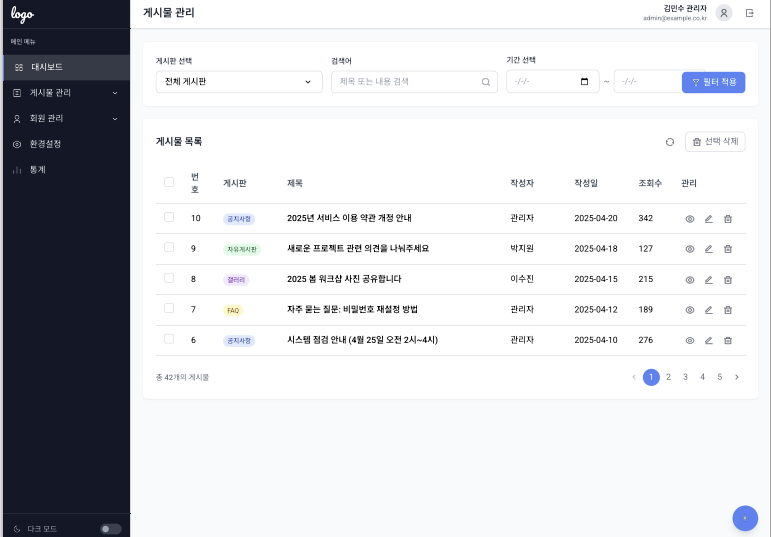 logo
메인 메뉴
대시보드
게시물 관리
회원 관리
환경설정
통계
다크 모드
게시물 관리
김민수 관리자
admin@example.co.kr
게시판 선택
전체 게시판
검색어
제목 또는 내용 검색
기간 선택
-/-/- ~ -/-/-
필터 적용
게시물 목록
선택 삭제
번호 게시판 제목 작성자 작성일 조회수 관리
10 공지사항 2025년 서비스 이용 약관 개정 안내 관리자 2025-04-20 342
9 자유게시판 새로운 프로젝트 관련 의견을 나눠주세요 박지원 2025-04-18 127
8 갤러리 2025 봄 워크샵 사진 공유합니다 이수진 2025-04-15 215
7 FAQ 자주 묻는 질문: 비밀번호 재설정 방법 관리자 2025-04-12 189
6 공지사항 시스템 점검 안내 (4월 25일 오전 2시~4시) 관리자 2025-04-10 276
총 42개의 게시물
‹ 1 2 3 4 5 ›
+